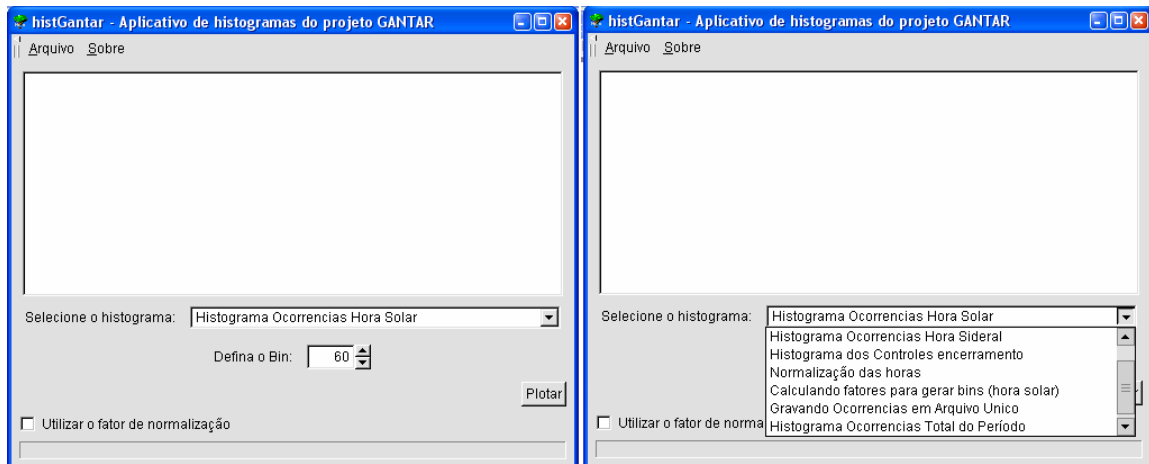 histGantar - Aplicativo de histogramas do projeto GANTAR
Arquivo Sobre
Selecione o histograma: Histograma Ocorrencias Hora Solar
Defina o Bin: 60
Plotar
Utilizar o fator de normalização
histGantar - Aplicativo de histogramas do projeto GANTAR
Arquivo Sobre
Selecione o histograma: Histograma Ocorrencias Hora Solar
Histograma Ocorrencias Hora Sideral
Histograma dos Controles encerramento
Normalização das horas
Calculando fatores para gerar bins (hora solar)
Gravando Ocorrencias em Arquivo Unico
Utilizar o fator de norma
Histograma Ocorrencias Total do Período